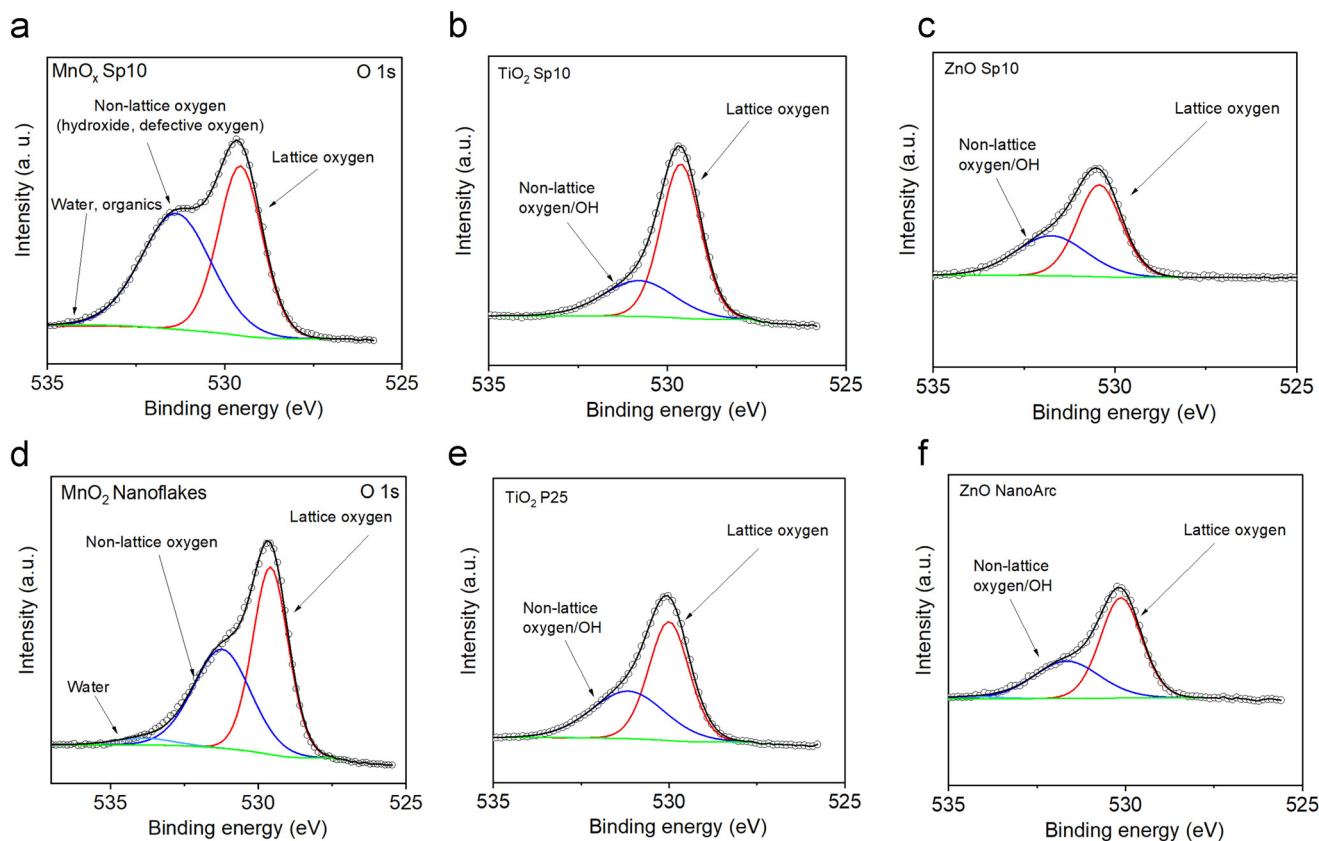 a
MnOx Sp10
O 1s
Non-lattice oxygen
(hydroxide, defective oxygen)
Lattice oxygen
Water, organics
Intensity (a. u.)
535
530
525
Binding energy (eV)
b
TiO2 Sp10
Lattice oxygen
Non-lattice
oxygen/OH
Intensity (a.u.)
535
530
525
Binding energy (eV)
c
ZnO Sp10
Lattice oxygen
Non-lattice
oxygen/OH
Intensity (a.u.)
535
530
525
Binding energy (eV)
d
MnO2 Nanoflakes
O 1s
Lattice oxygen
Non-lattice oxygen
Water
Intensity (a.u.)
535
530
525
Binding energy (eV)
e
TiO2 P25
Lattice oxygen
Non-lattice
oxygen/OH
Intensity (a.u.)
535
530
525
Binding energy (eV)
f
ZnO NanoArc
Lattice oxygen
Non-lattice
oxygen/OH
Intensity (a.u.)
535
530
525
Binding energy (eV)